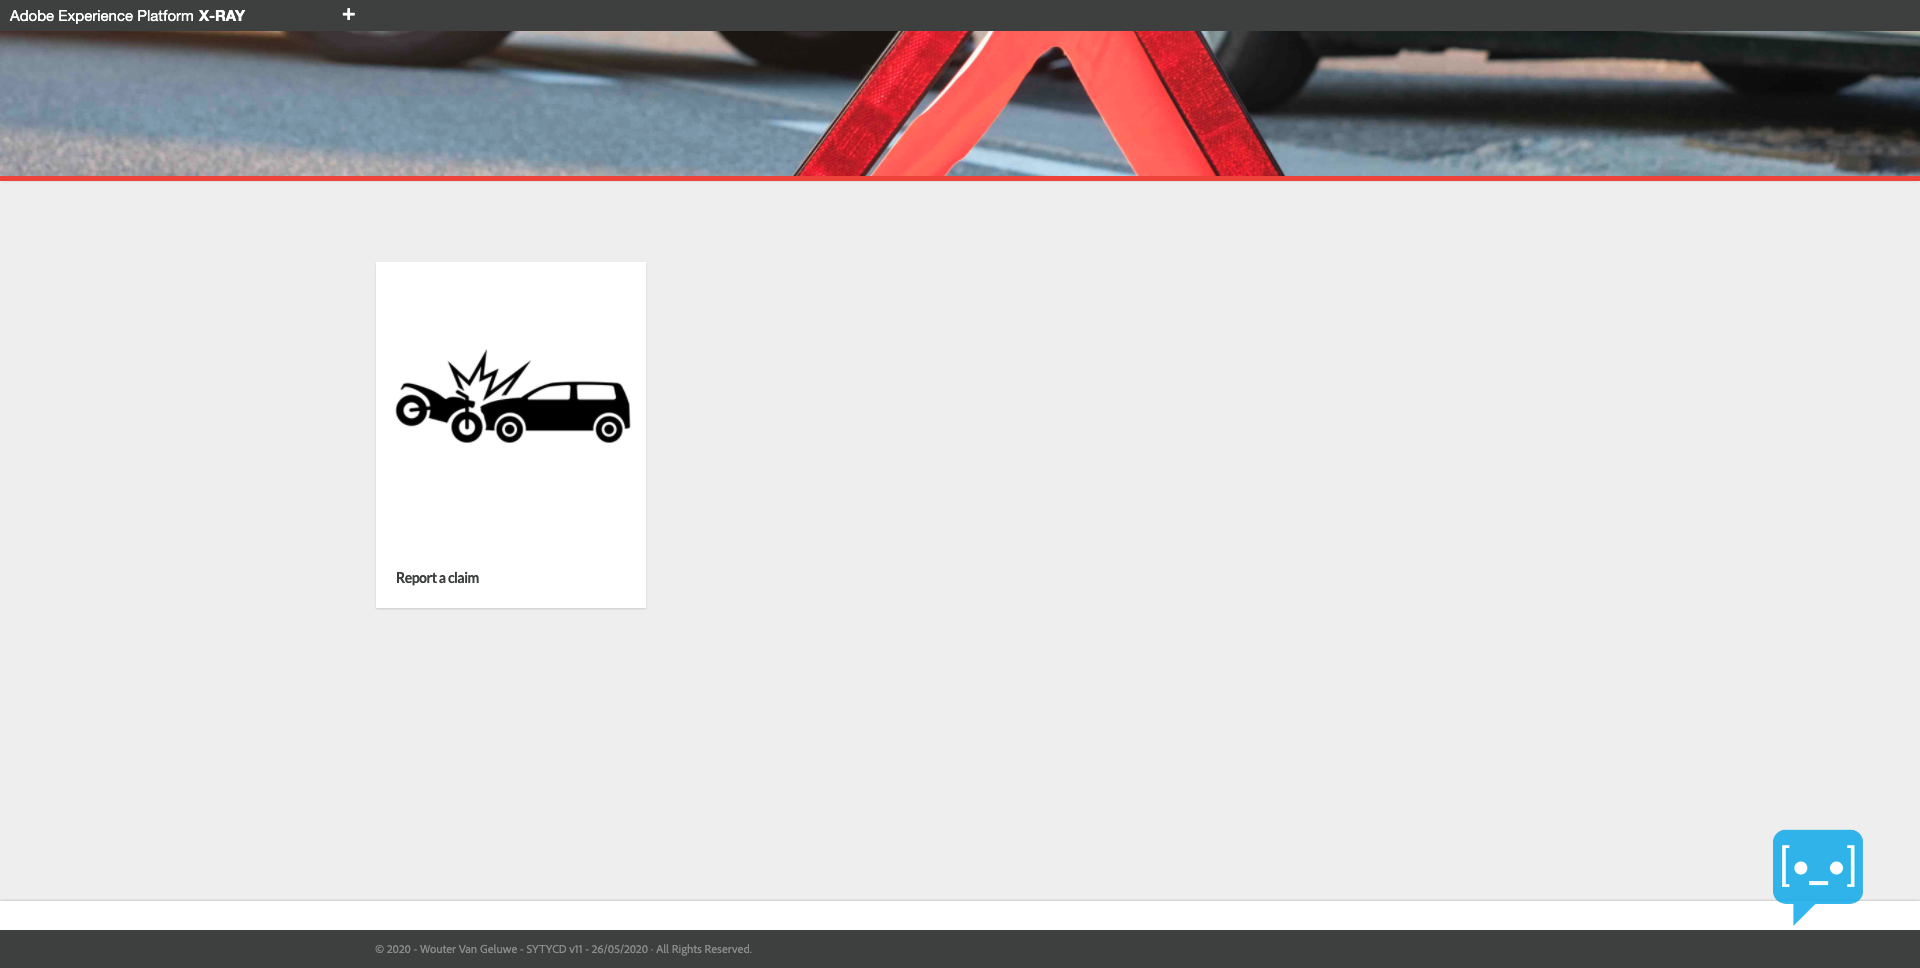 Adobe Experience Platform X-RAY +
Report a claim
[•_•]
© 2020 - Wouter Van Geluwe - SYTYCD v11 - 26/05/2020 · All Rights Reserved.